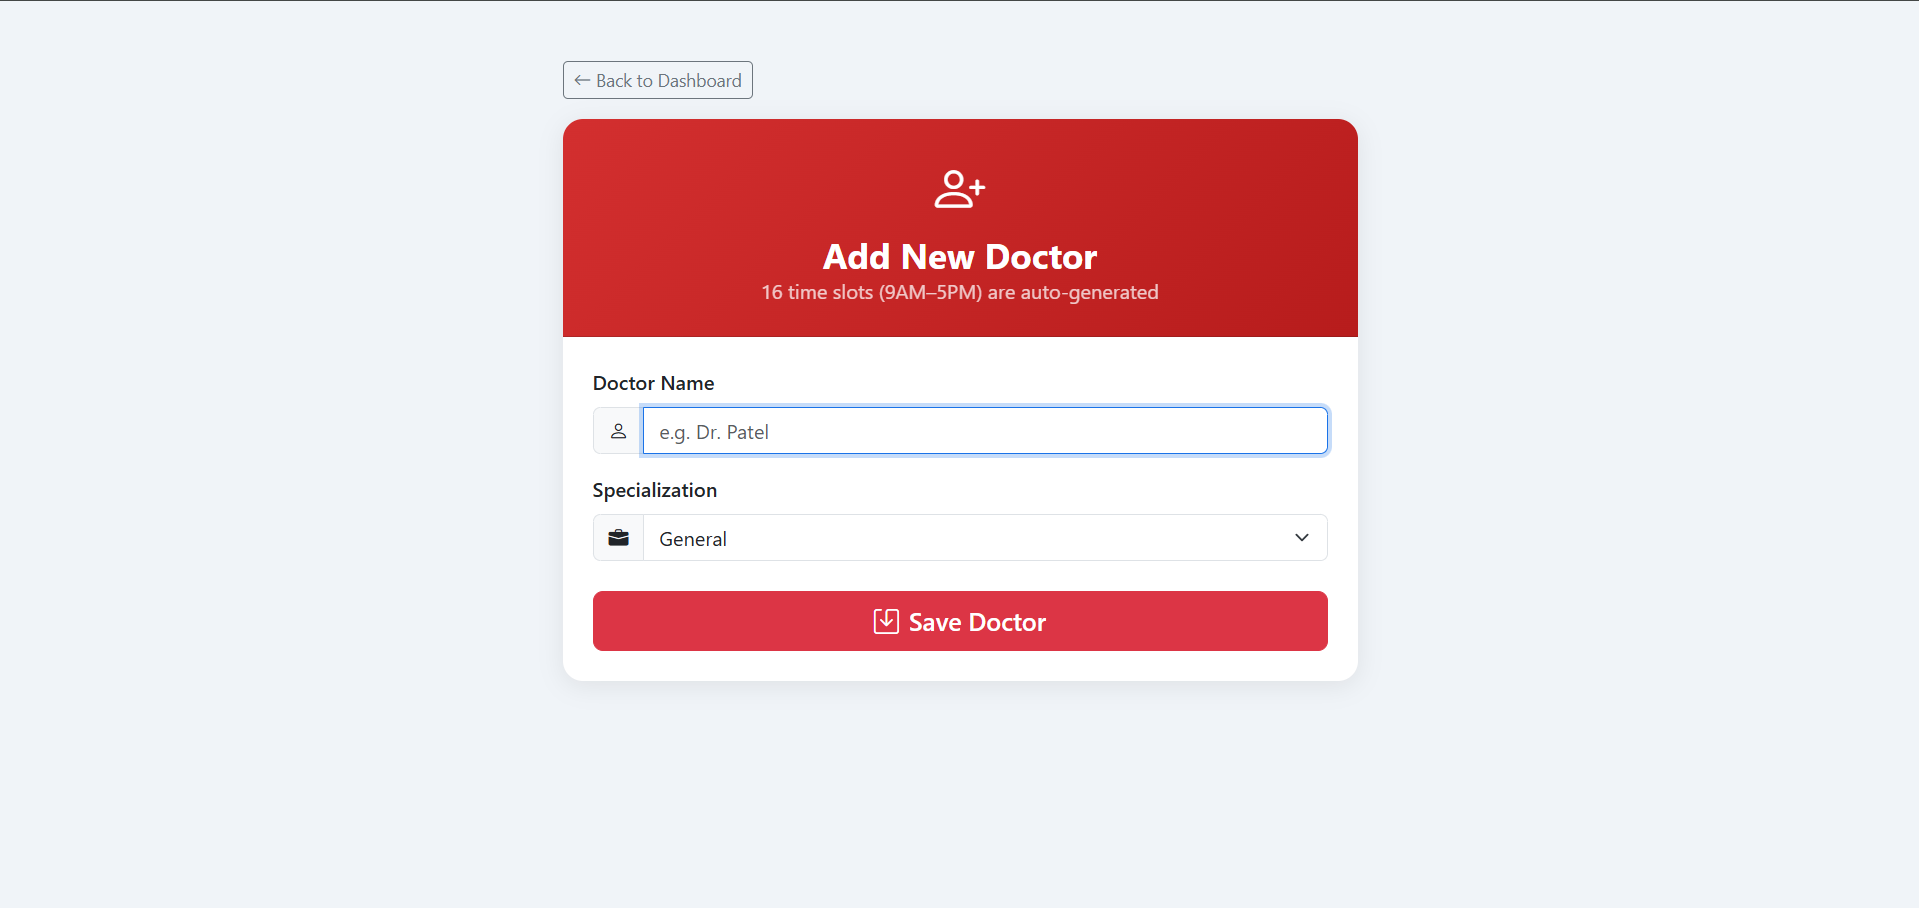 Back to Dashboard
Add New Doctor
16 time slots (9AM–5PM) are auto-generated
Doctor Name
e.g. Dr. Patel
Specialization
General
Save Doctor